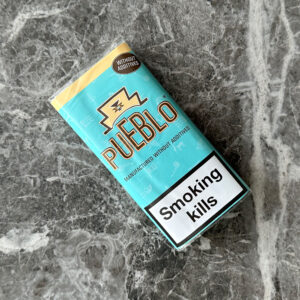 WITHOUT
ADDITIVES
PUEBLO
MANUFACTURED WITHOUT ADDITIVES
Smoking
kills